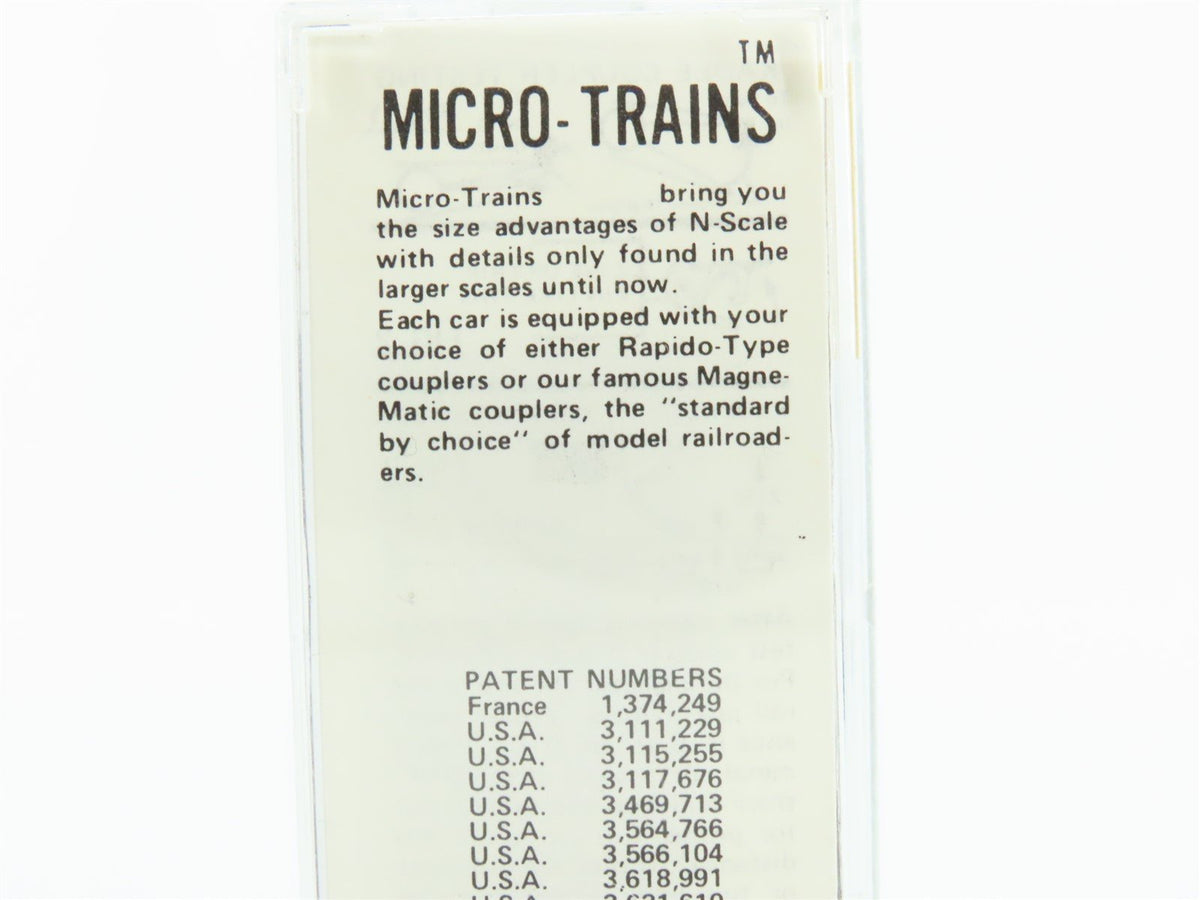 TM
MICRO-TRAINS
Micro-Trains bring you
the size advantages of N-Scale
with details only found in the
larger scales until now.
Each car is equipped with your
choice of either Rapido-Type
couplers or our famous Magne-
Matic couplers, the "standard
by choice" of model railroad-
ers.
PATENT NUMBERS
France 1,374,249
U.S.A. 3,111,229
U.S.A. 3,115,255
U.S.A. 3,117,676
U.S.A. 3,469,713
U.S.A. 3,564,766
U.S.A. 3,566,104
U.S.A. 3,618,991
U.S.A.